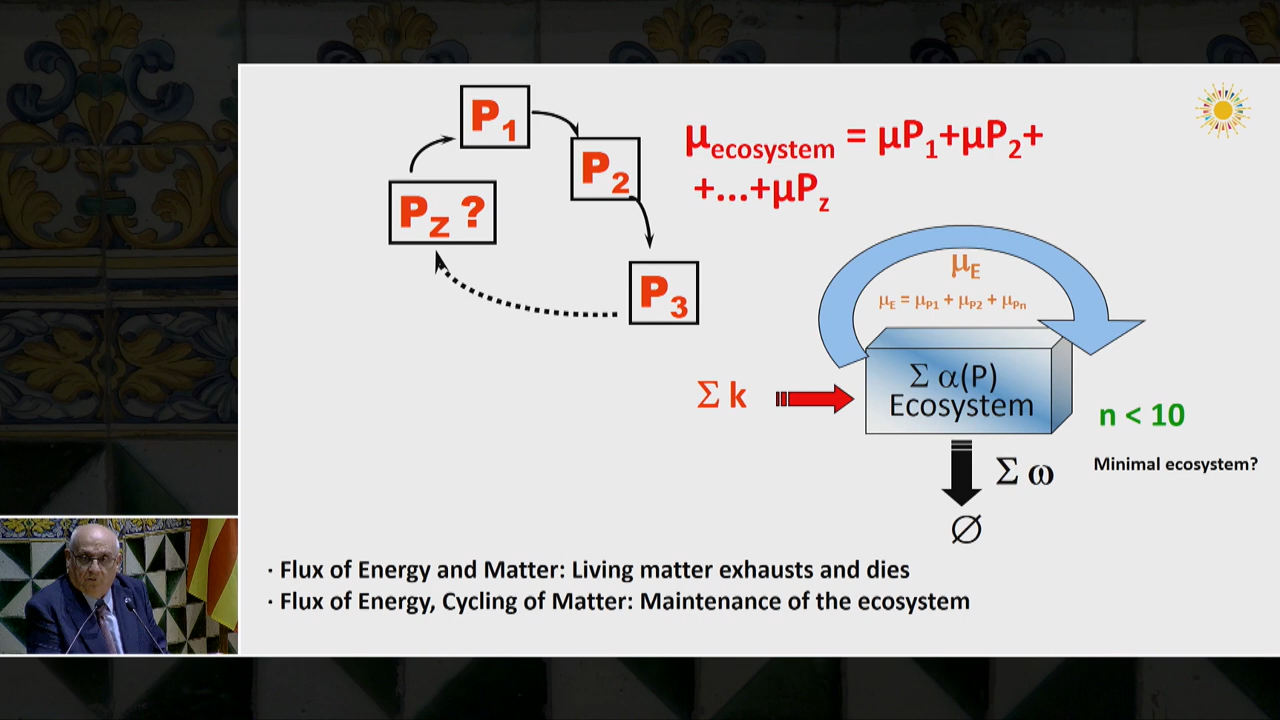 P1
P2
PZ ?
P3
μecosystem = μP1+μP2+
+...+μPz
μE
μE = μP1 + μP2 + μPn
Σ k
Σ α(P)
Ecosystem
n < 10
Minimal ecosystem?
Σ ω
∅
· Flux of Energy and Matter: Living matter exhausts and dies
· Flux of Energy, Cycling of Matter: Maintenance of the ecosystem